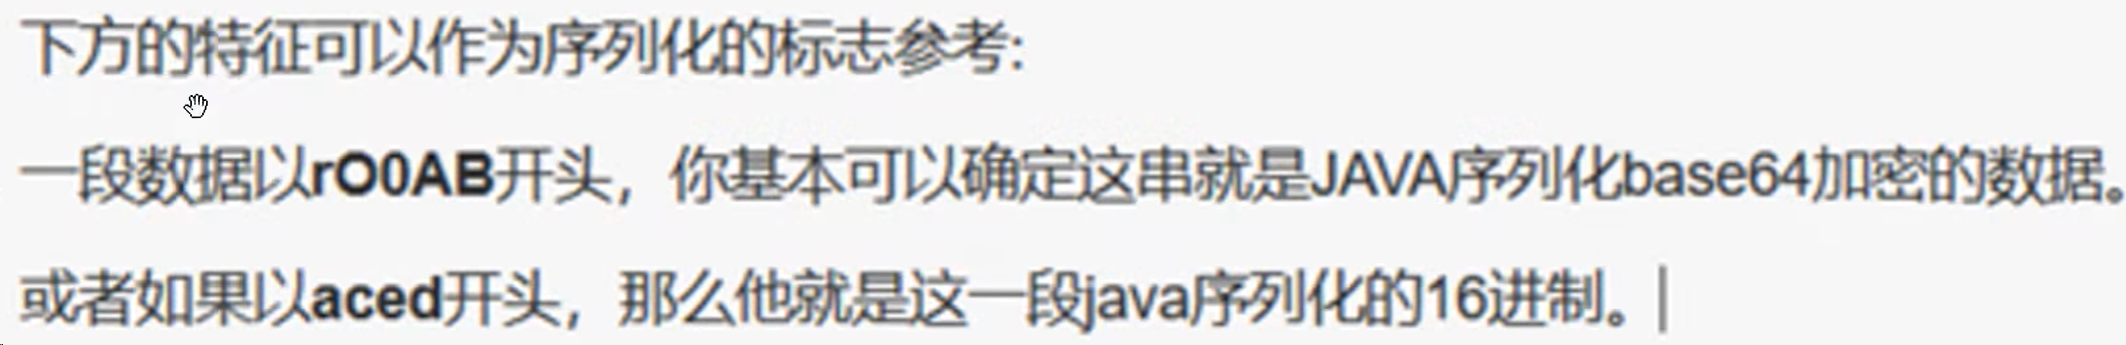 下方的特征可以作为序列化的标志参考:
一段数据以rO0AB开头，你基本可以确定这串就是JAVA序列化base64加密的数据。
或者如果以aced开头，那么他就是这一段java序列化的16进制。